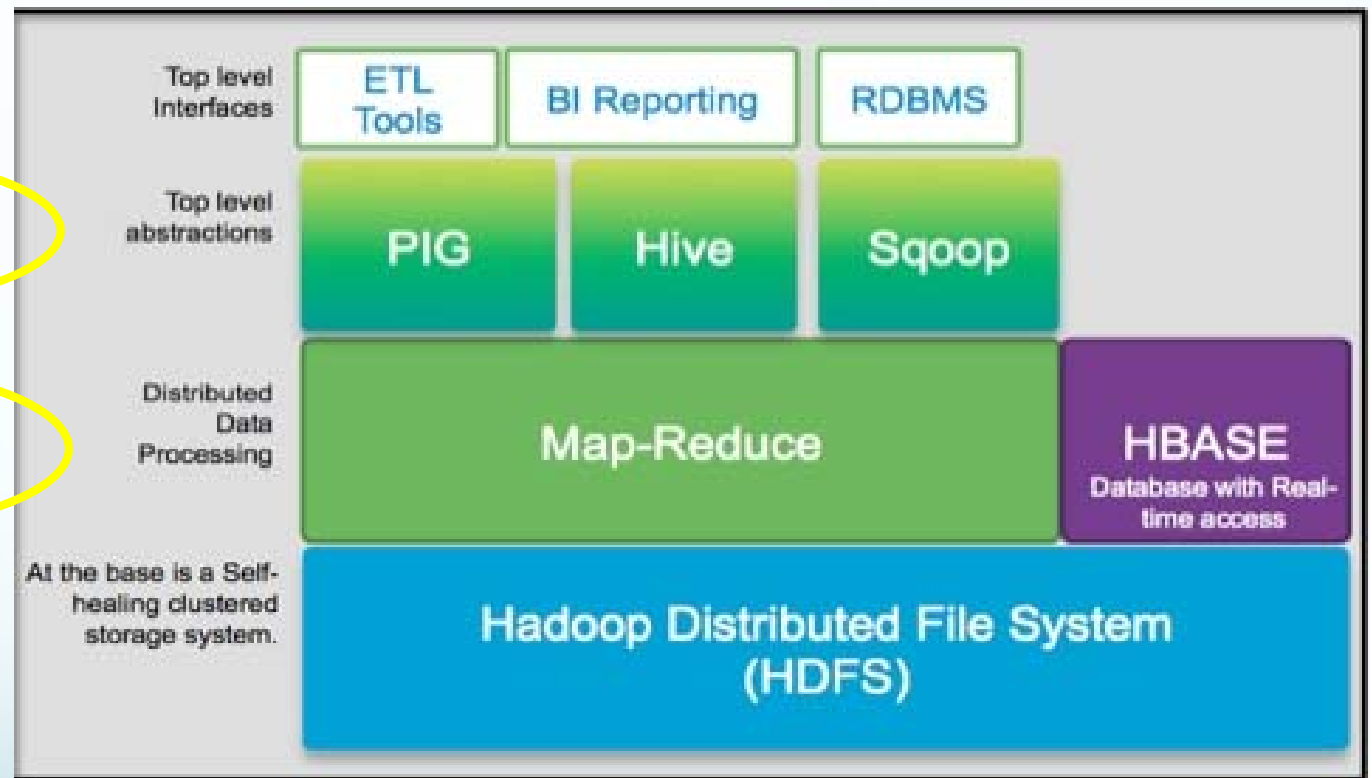 Top level
Interfaces
ETL
Tools
BI Reporting
RDBMS
Top level
abstractions
PIG
Hive
Sqoop
Distributed
Data
Processing
Map-Reduce
HBASE
Database with Real-
time access
At the base is a Self-
healing clustered
storage system.
Hadoop Distributed File System
(HDFS)